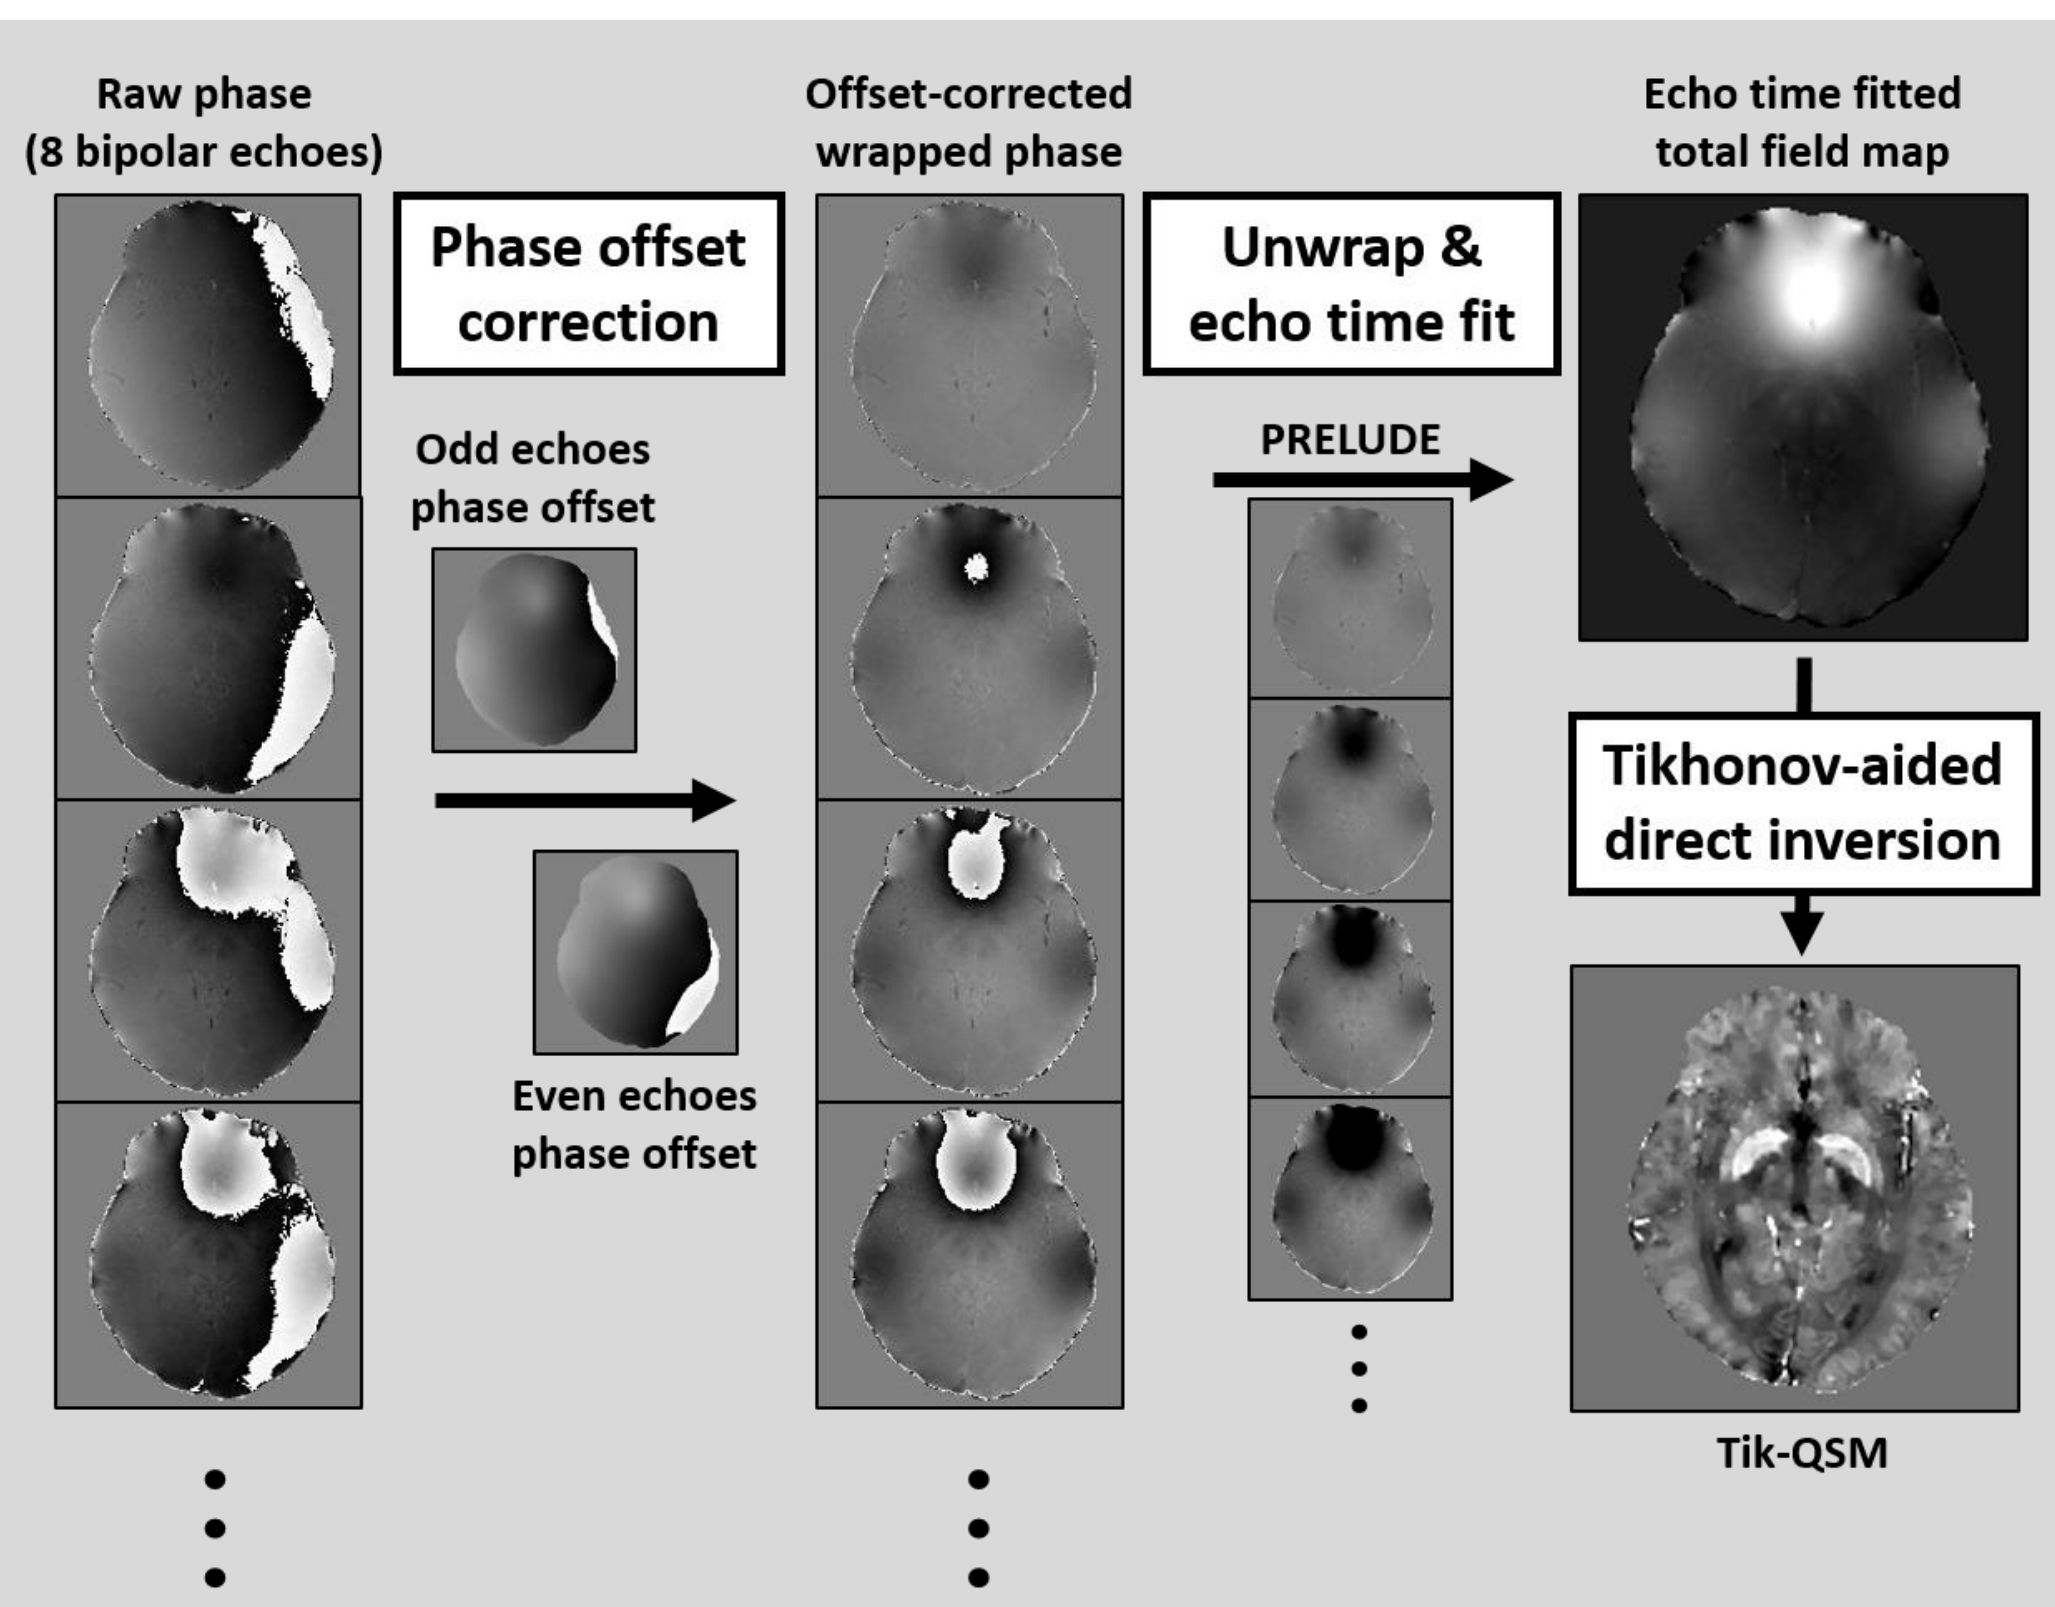 Raw phase
(8 bipolar echoes)
Phase offset
correction
Odd echoes
phase offset
Even echoes
phase offset
Offset-corrected
wrapped phase
Unwrap &
echo time fit
PRELUDE
Echo time fitted
total field map
Tikhonov-aided
direct inversion
Tik-QSM